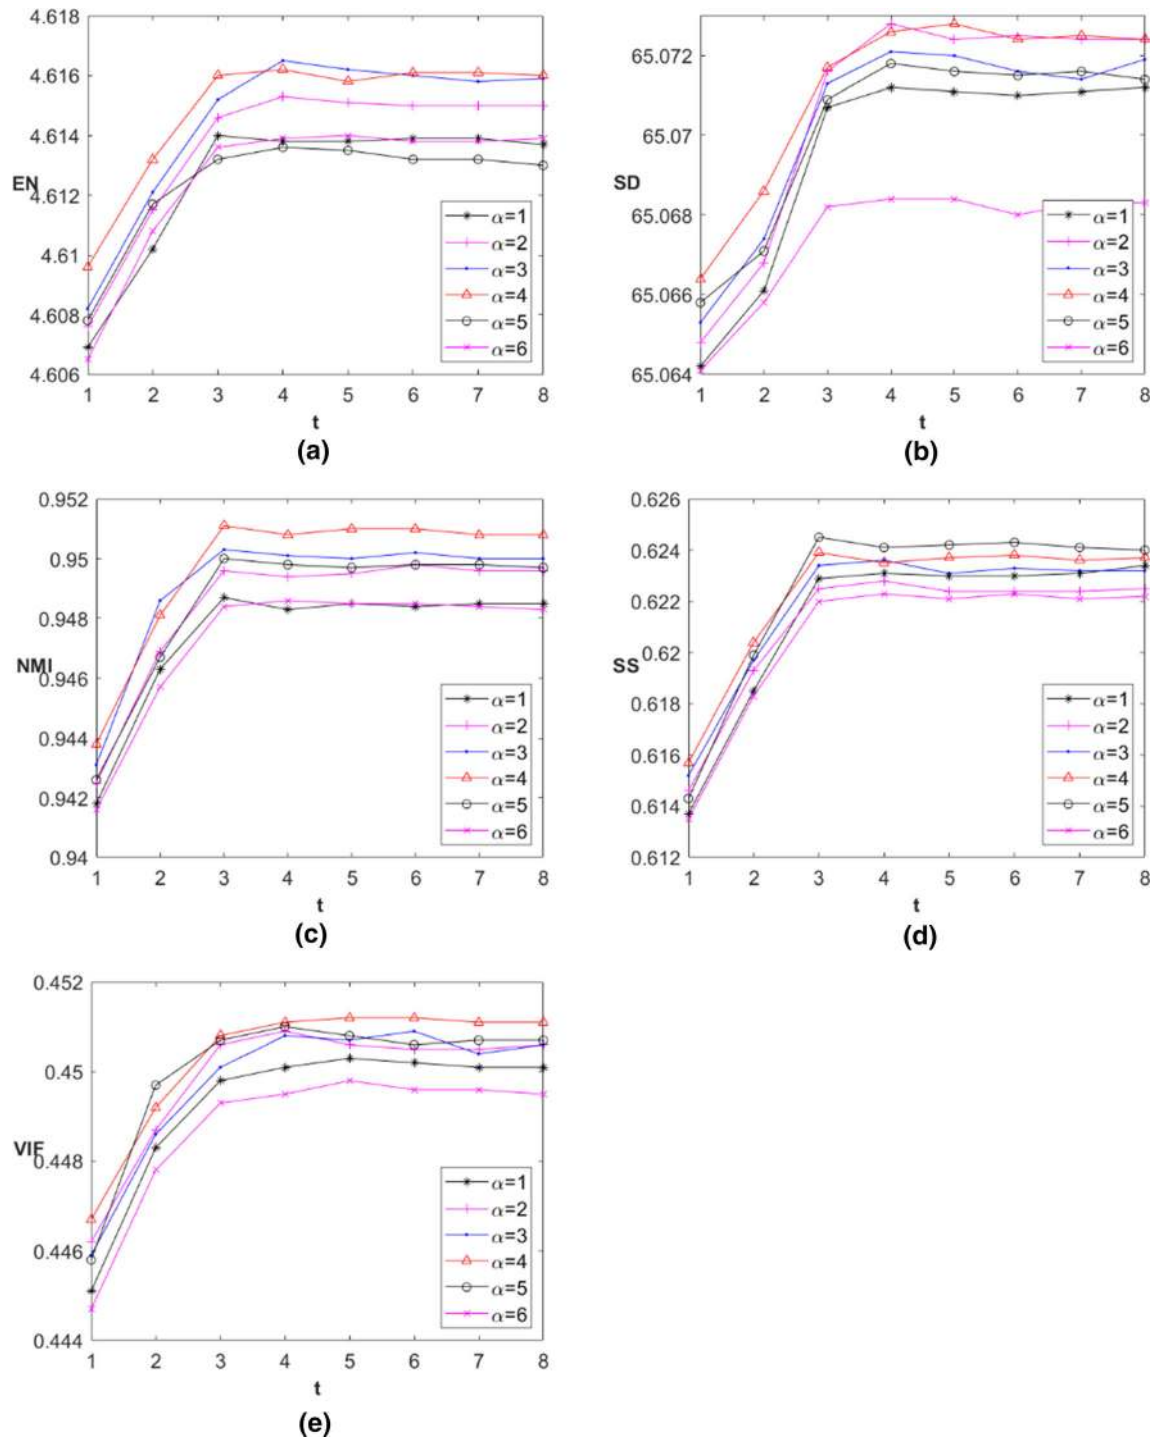 4.618
4.616
4.614
EN
4.612
4.61
4.608
4.606
α=1
α=2
α=3
α=4
α=5
α=6
1 2 3 4 5 6 7 8
t
(a)
65.072
65.07
SD
65.068
65.066
65.064
α=1
α=2
α=3
α=4
α=5
α=6
1 2 3 4 5 6 7 8
t
(b)
0.952
0.95
0.948
NMI
0.946
0.944
0.942
0.94
α=1
α=2
α=3
α=4
α=5
α=6
1 2 3 4 5 6 7 8
t
(c)
0.626
0.624
0.622
0.62
SS
0.618
0.616
0.614
0.612
α=1
α=2
α=3
α=4
α=5
α=6
1 2 3 4 5 6 7 8
t
(d)
0.452
0.45
VIF
0.448
0.446
0.444
α=1
α=2
α=3
α=4
α=5
α=6
1 2 3 4 5 6 7 8
t
(e)